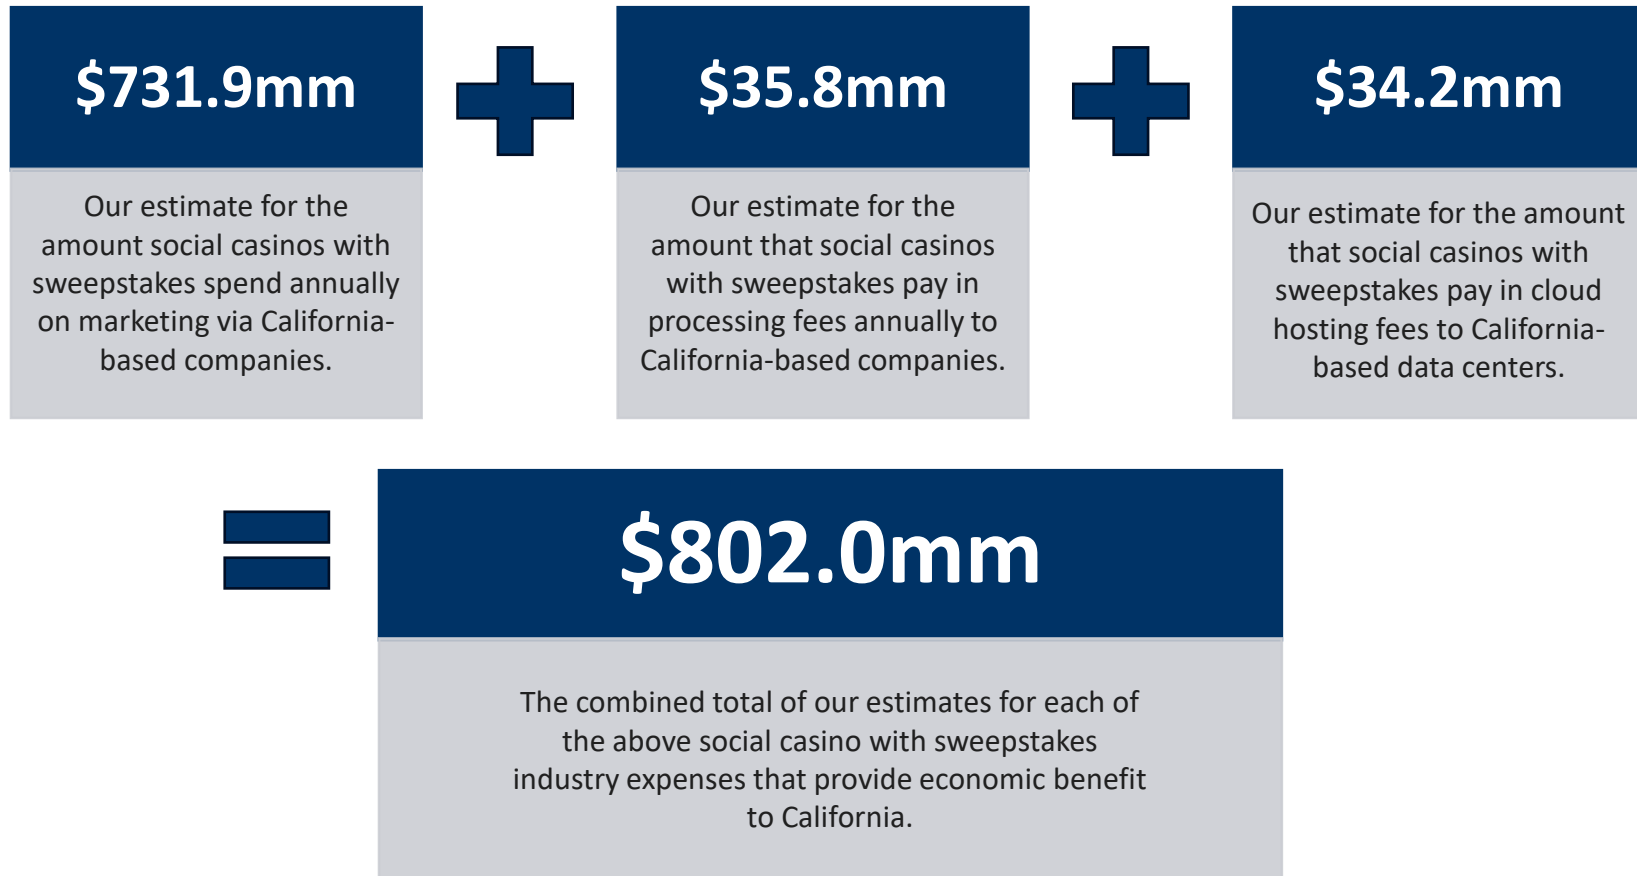 $731.9mm
Our estimate for the
amount social casinos with
sweepstakes spend annually
on marketing via California-
based companies.
$35.8mm
Our estimate for the
amount that social casinos
with sweepstakes pay in
processing fees annually to
California-based companies.
$34.2mm
Our estimate for the amount
that social casinos with
sweepstakes pay in cloud
hosting fees to California-
based data centers.
$802.0mm
The combined total of our estimates for each of
the above social casino with sweepstakes
industry expenses that provide economic benefit
to California.